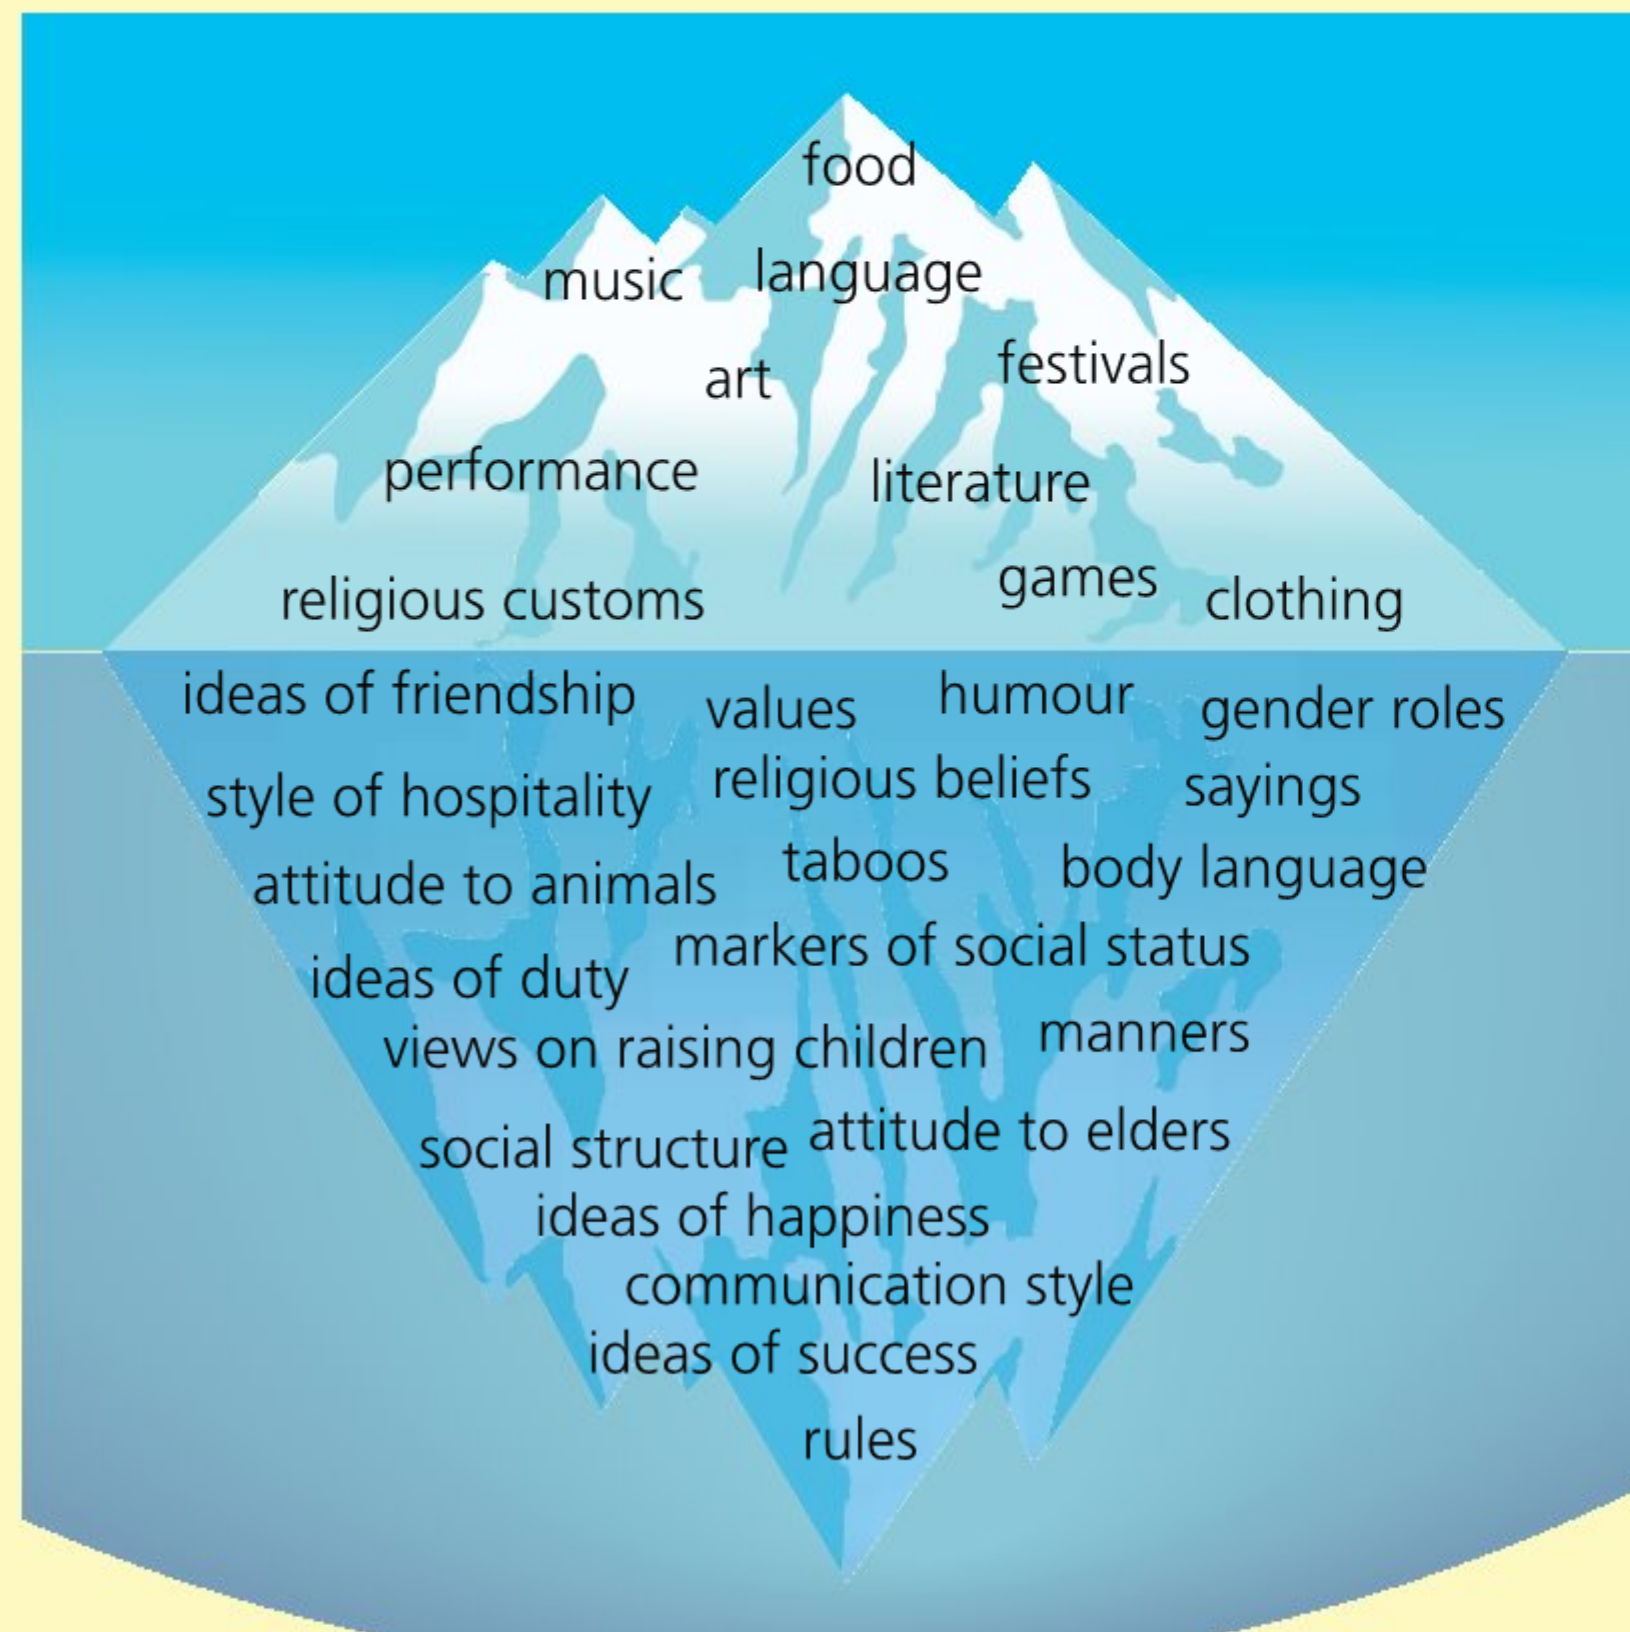 food
music language
art festivals
performance literature
religious customs games clothing
ideas of friendship values humour gender roles
style of hospitality religious beliefs sayings
attitude to animals taboos body language
ideas of duty markers of social status
views on raising children manners
social structure attitude to elders
ideas of happiness
communication style
ideas of success
rules